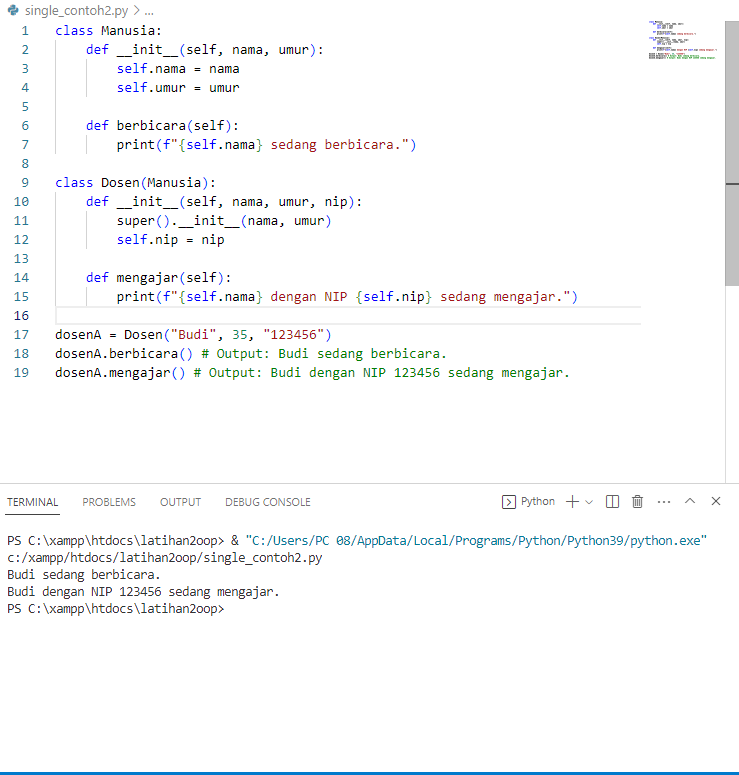 single_contoh2.py > ...
1 class Manusia:
2     def __init__(self, nama, umur):
3         self.nama = nama
4         self.umur = umur
5
6     def berbicara(self):
7         print(f"{self.nama} sedang berbicara.")
8
9 class Dosen(Manusia):
10     def __init__(self, nama, umur, nip):
11         super().__init__(nama, umur)
12         self.nip = nip
13
14     def mengajar(self):
15         print(f"{self.nama} dengan NIP {self.nip} sedang mengajar.")
16
17 dosenA = Dosen("Budi", 35, "123456")
18 dosenA.berbicara() # Output: Budi sedang berbicara.
19 dosenA.mengajar() # Output: Budi dengan NIP 123456 sedang mengajar.
TERMINAL PROBLEMS OUTPUT DEBUG CONSOLE Python
PS C:\xampp\htdocs\latihan2oop> & "C:/Users/PC 08/AppData/Local/Programs/Python/Python39/python.exe"
c:/xampp/htdocs/latihan2oop/single_contoh2.py
Budi sedang berbicara.
Budi dengan NIP 123456 sedang mengajar.
PS C:\xampp\htdocs\latihan2oop>